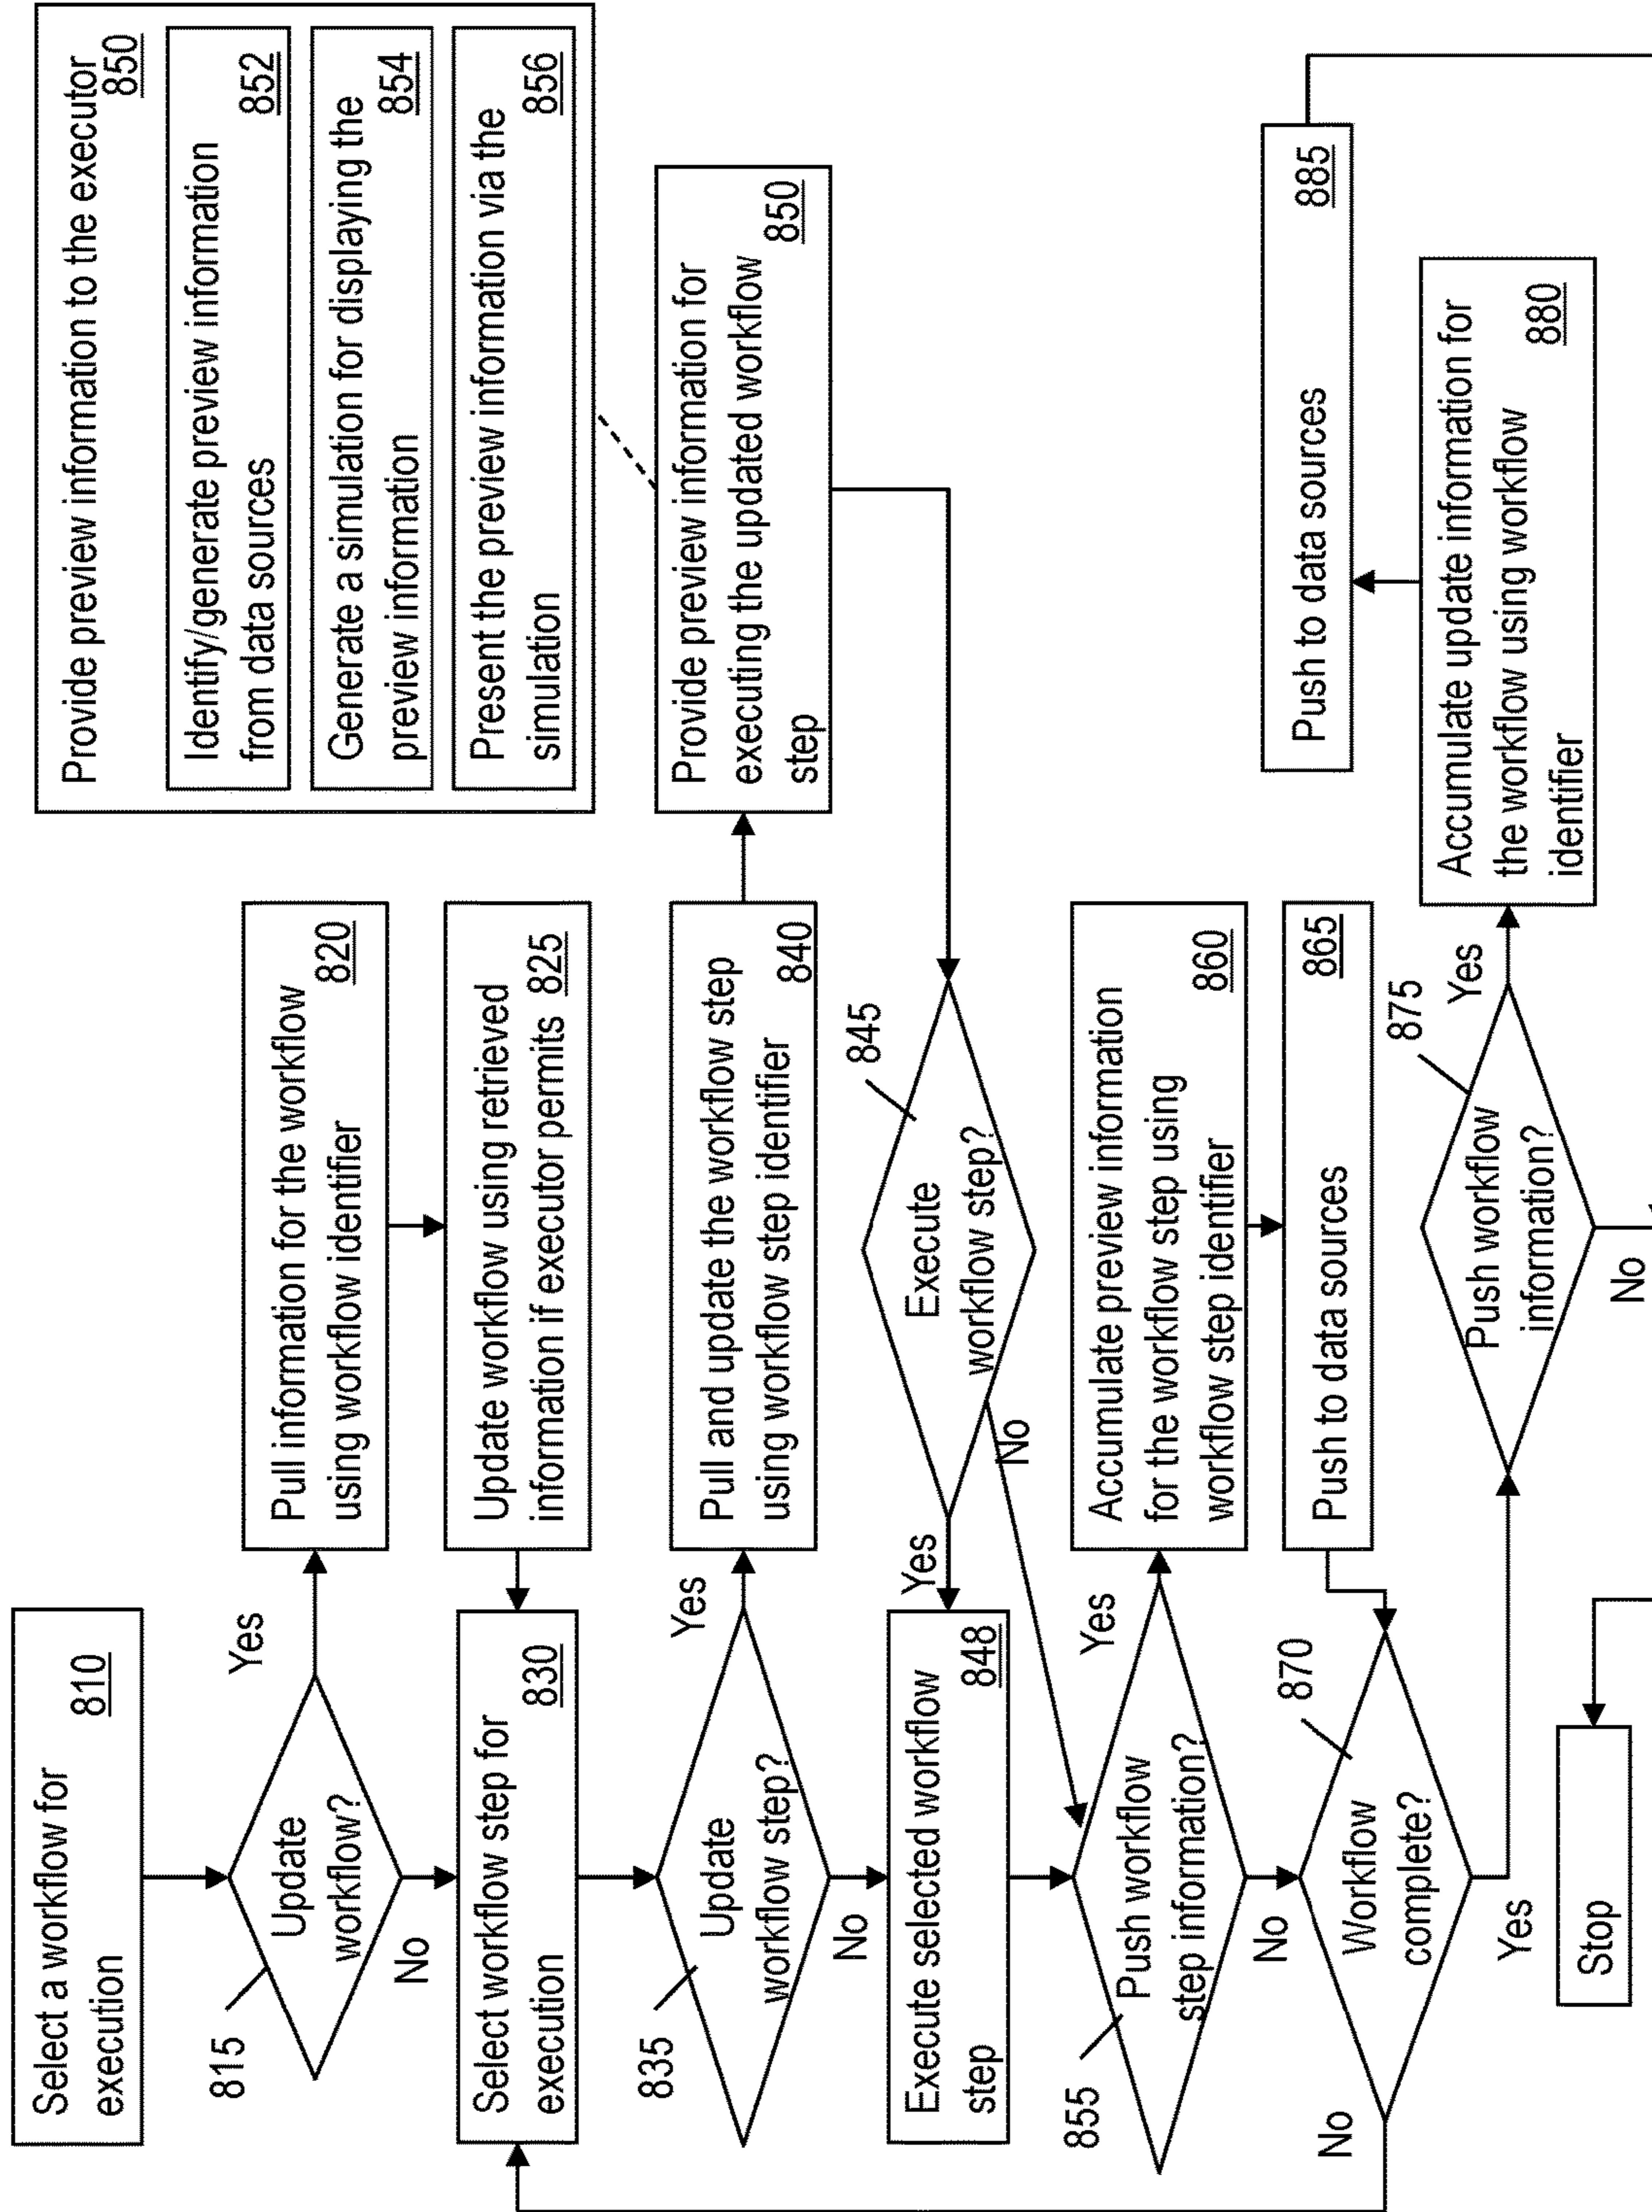 Select a workflow for
execution
810
815
Update
workflow?
Yes
No
Pull information for the workflow
using workflow identifier
820
Update workflow using retrieved
information if executor permits 825
Select workflow step for
execution
830
835
Update
workflow step?
Yes
No
Pull and update the workflow step
using workflow step identifier
840
Provide preview information for
executing the updated workflow
step
850
Provide preview information to the executor
850
Identify/generate preview information
from data sources
852
Generate a simulation for displaying the
preview information
854
Present the preview information via the
simulation
856
845
Execute
workflow step?
Yes
No
Execute selected workflow
step
848
855
Push workflow
step information?
Yes
No
Accumulate preview information
for the workflow step using
workflow step identifier
860
Push to data sources
865
870
Workflow
complete?
No
Yes
875
Push workflow
information?
Yes
No
Accumulate update information for
the workflow using workflow
identifier
880
Push to data sources
885
Stop